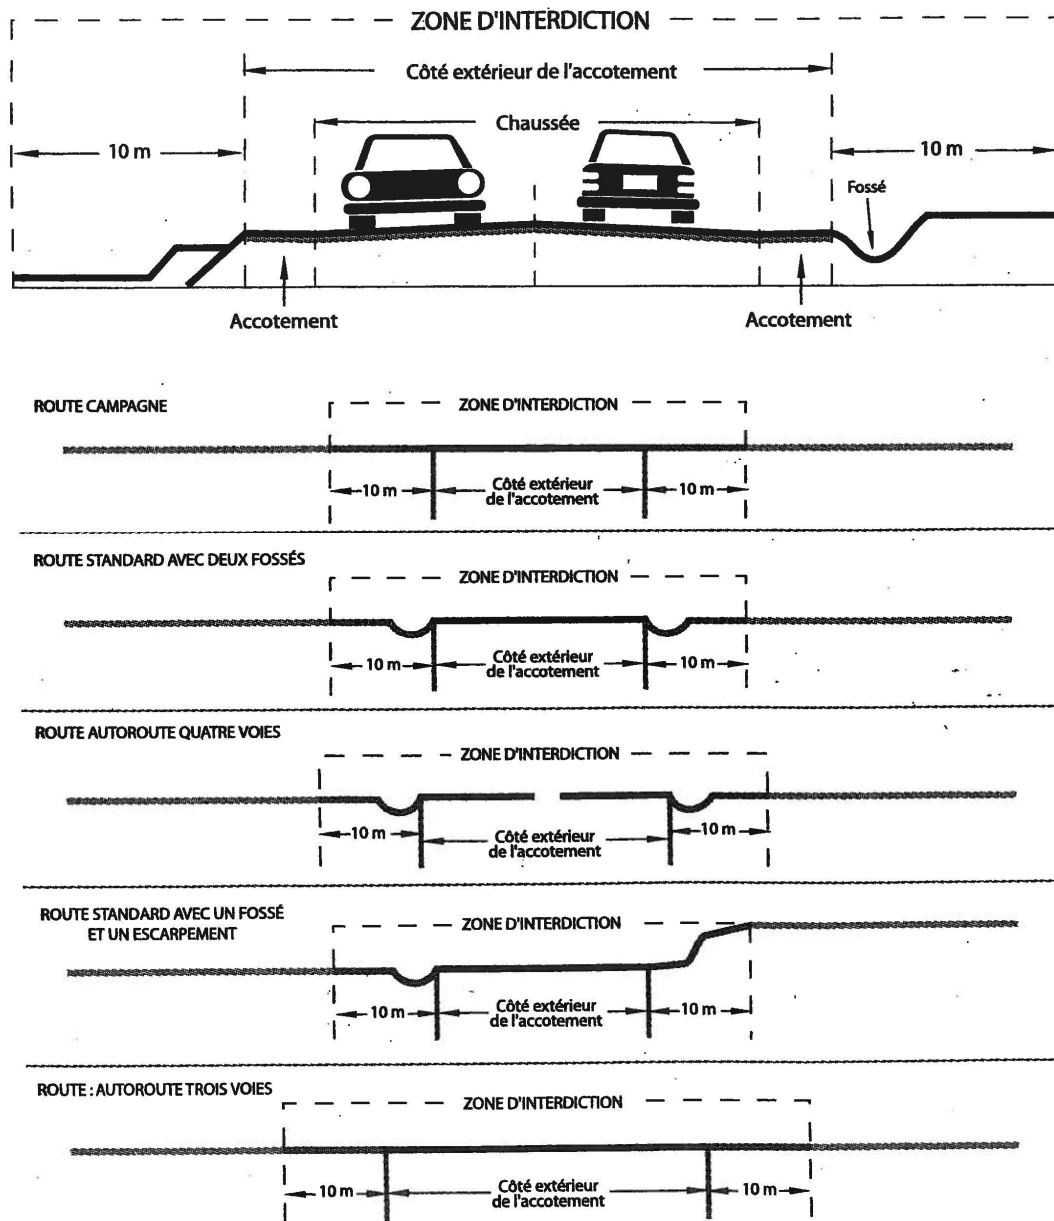 ZONE D'INTERDICTION
Côté extérieur de l'accotement
Chaussée
10 m
10 m
Fossé
Accotement
Accotement
ROUTE CAMPAGNE
ZONE D'INTERDICTION
10 m
Côté extérieur
de l'accotement
10 m
ROUTE STANDARD AVEC DEUX FOSSÉS
ZONE D'INTERDICTION
10 m
Côté extérieur
de l'accotement
10 m
ROUTE AUTOROUTE QUATRE VOIES
ZONE D'INTERDICTION
10 m
Côté extérieur
de l'accotement
10 m
ROUTE STANDARD AVEC UN FOSSÉ
ET UN ESCARPEMENT
ZONE D'INTERDICTION
10 m
Côté extérieur
de l'accotement
10 m
ROUTE : AUTOROUTE TROIS VOIES
ZONE D'INTERDICTION
10 m
Côté extérieur
de l'accotement
10 m